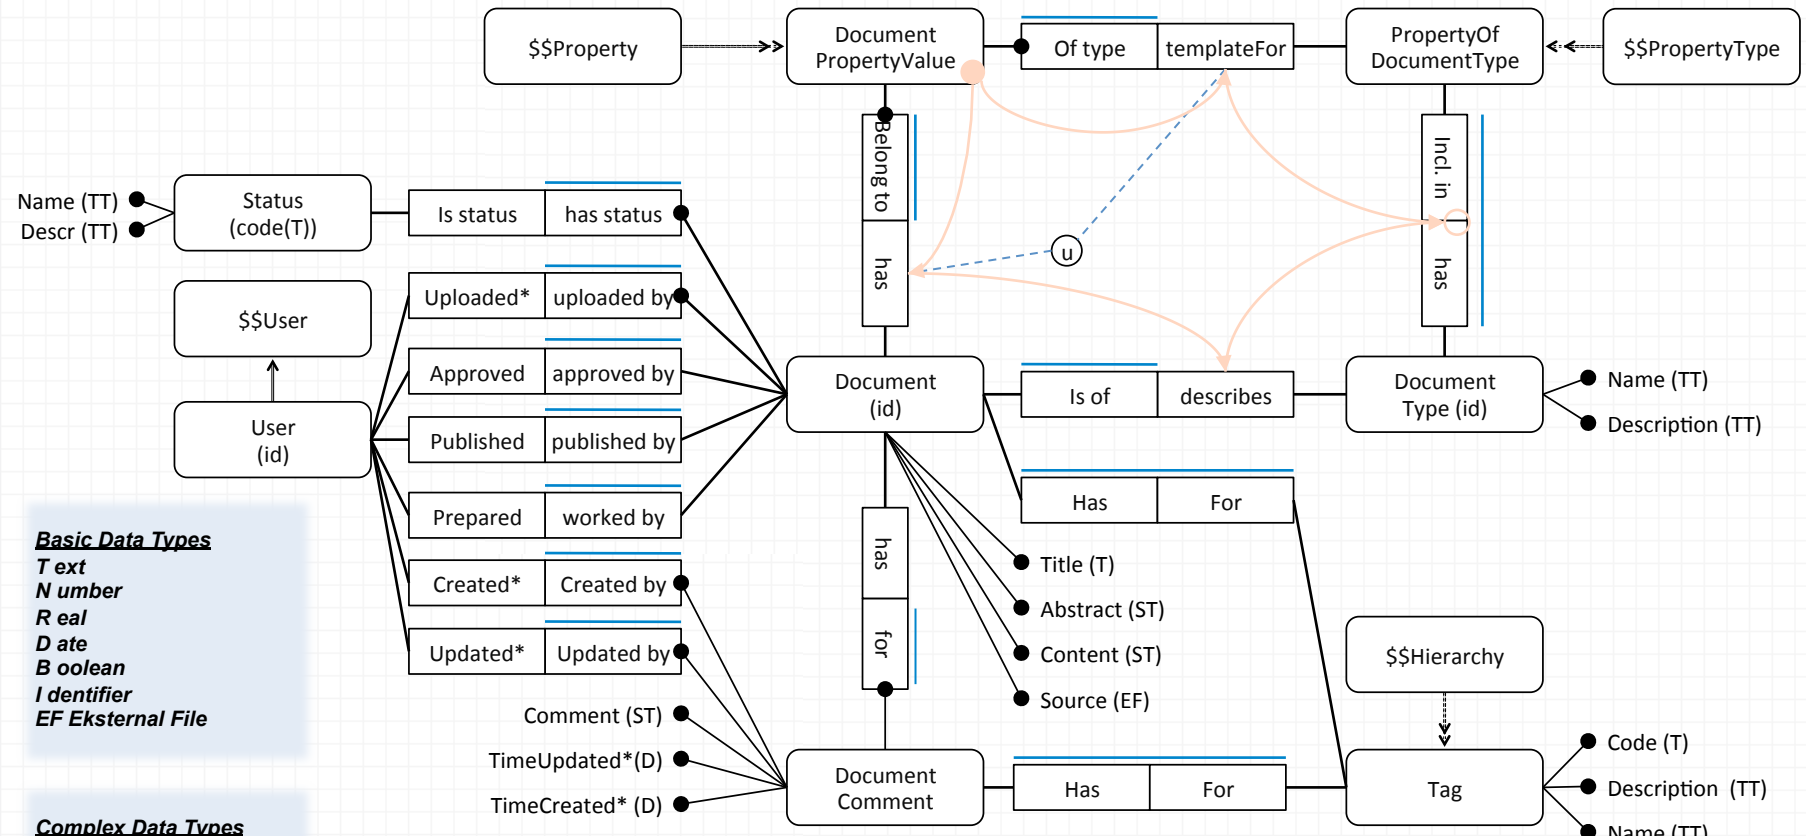 $$Property
Document
PropertyValue
Of type
templateFor
PropertyOf
DocumentType
$$PropertyType
Belong to
has
Incl. in
has
Name (TT)
Descr (TT)
Status
(code(T))
Is status
has status
u
$$User
Uploaded*
uploaded by
Approved
approved by
User
(id)
Published
published by
Prepared
worked by
Created*
Created by
Updated*
Updated by
Document
(id)
Is of
describes
Document
Type (id)
Name (TT)
Description (TT)
Has
For
has
for
Title (T)
Abstract (ST)
Content (ST)
Source (EF)
$$Hierarchy
Basic Data Types
T ext
N umber
R eal
D ate
B oolean
I dentifier
EF Eksternal File
Comment (ST)
TimeUpdated*(D)
TimeCreated* (D)
Document
Comment
Has
For
Tag
Code (T)
Description (TT)
Name (TT)
Complex Data Types